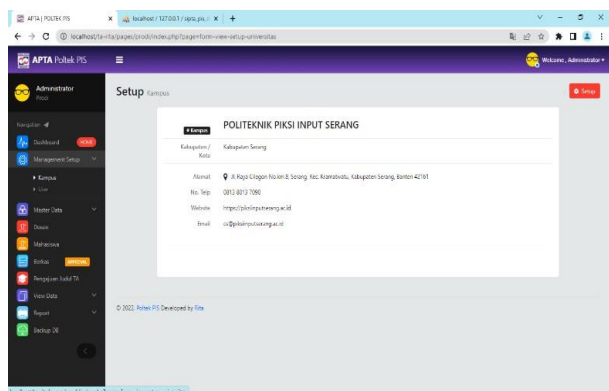 APTA | POLTEK PIS
localhost / 127.0.0.1 / apta_pis_
localhost/ta-rita/pages/prodi/index.php?page=form-view-setup-universitas
APTA Poltek PIS
Welcome, Administrator
Administrator
Prodi
Setup Kampus
Setup
Navigation
Dashboard HOME
Management Setup
Kampus
User
Master Data
Dosen
Mahasiswa
Berkas SPECIAL
Pengajuan Judul TA
View Data
Report
Backup DB
# Kampus POLITEKNIK PIKSI INPUT SERANG
Kabupaten / Kota Kabupaten Serang
Alamat Jl. Raya Cilegon No.km 8, Serang, Kec. Kramatwatu, Kabupaten Serang, Banten 42161
No. Telp 0813 8013 7090
Website https://piksiinputserang.ac.id
Email cs@piksiinputserang.ac.id
© 2022. Poltek PIS Developed by Rita